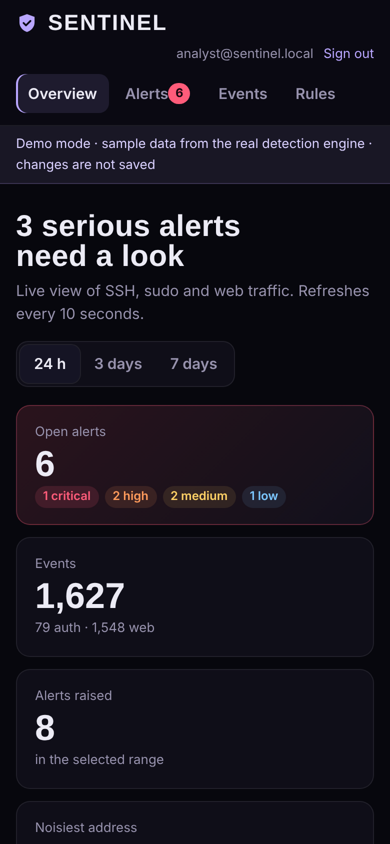 SENTINEL
analyst@sentinel.local Sign out
Overview Alerts 6 Events Rules
Demo mode · sample data from the real detection engine ·
changes are not saved
3 serious alerts
need a look
Live view of SSH, sudo and web traffic. Refreshes
every 10 seconds.
24 h 3 days 7 days
Open alerts
6
1 critical 2 high 2 medium 1 low
Events
1,627
79 auth · 1,548 web
Alerts raised
8
in the selected range
Noisiest address